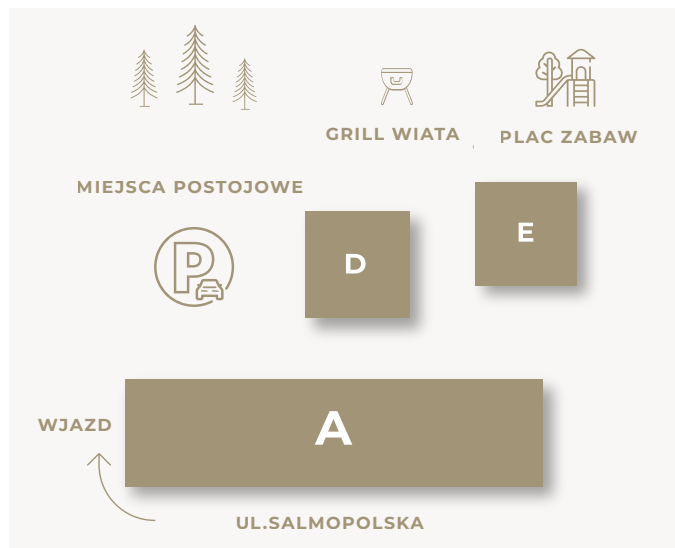 GRILL WIATA
PLAC ZABAW
MIEJSCA POSTOJOWE
P
D
E
A
WJAZD
UL.SALMOPOLSKA